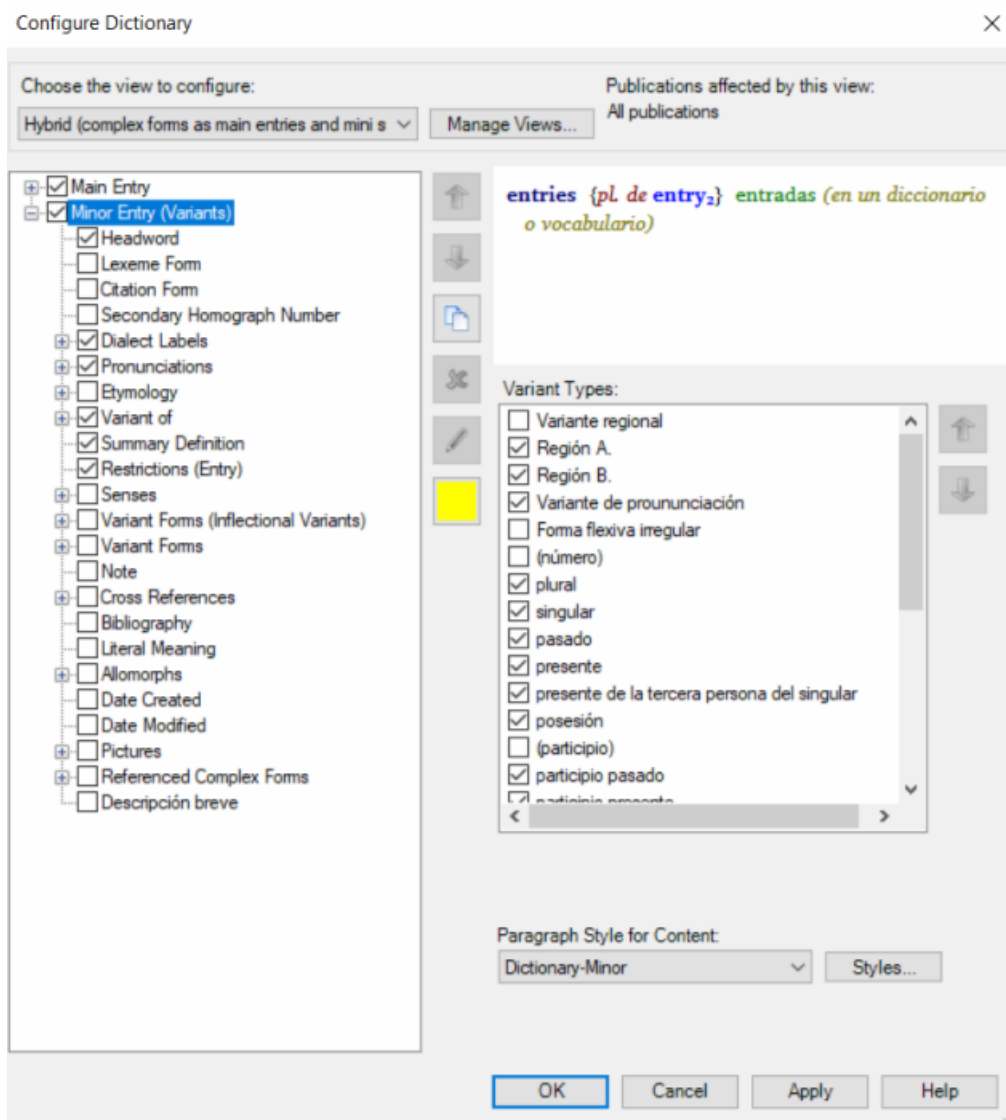 Configure Dictionary
Choose the view to configure:
Publications affected by this view:
Hybrid (complex forms as main entries and mini s
Manage Views...
All publications
Main Entry
Minor Entry (Variants)
Headword
Lexeme Form
Citation Form
Secondary Homograph Number
Dialect Labels
Pronunciations
Etymology
Variant of
Summary Definition
Restrictions (Entry)
Senses
Variant Forms (Inflectional Variants)
Variant Forms
Note
Cross References
Bibliography
Literal Meaning
Allomorphs
Date Created
Date Modified
Pictures
Referenced Complex Forms
Descripción breve
entries {pl. de entry₂} entradas (en un diccionario
o vocabulario)
Variant Types:
Variante regional
Región A.
Región B.
Variante de proununciación
Forma flexiva irregular
(número)
plural
singular
pasado
presente
presente de la tercera persona del singular
posesión
(participio)
participio pasado
participio presente
Paragraph Style for Content:
Dictionary-Minor
Styles...
OK
Cancel
Apply
Help